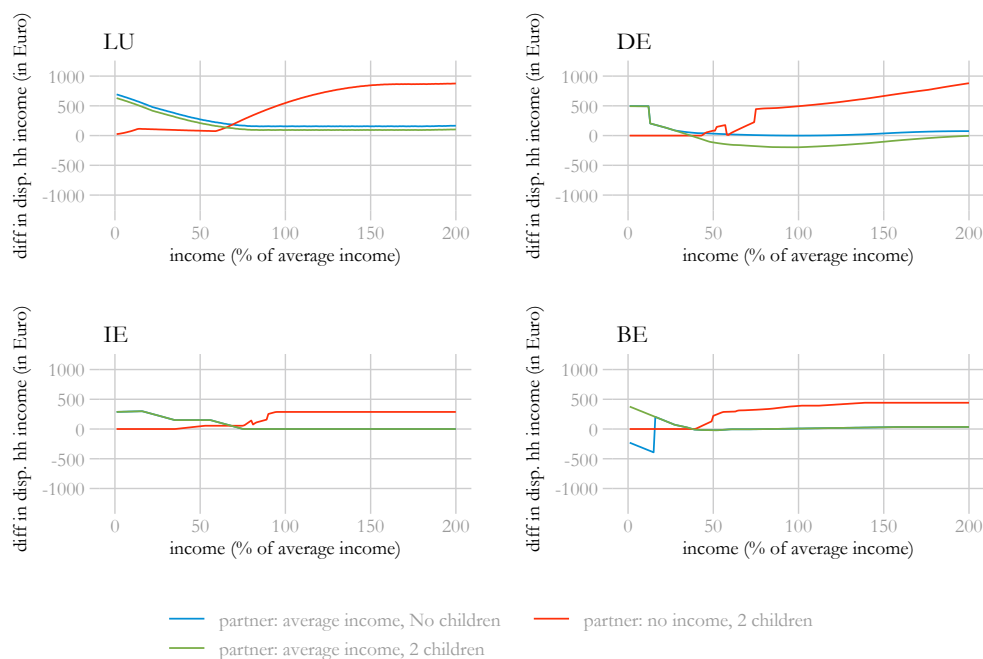 LU
diff in disp. hh income (in Euro)
1000
500
0
-500
-1000
0 50 100 150 200
income (% of average income)
DE
diff in disp. hh income (in Euro)
1000
500
0
-500
-1000
0 50 100 150 200
income (% of average income)
IE
diff in disp. hh income (in Euro)
1000
500
0
-500
-1000
0 50 100 150 200
income (% of average income)
BE
diff in disp. hh income (in Euro)
1000
500
0
-500
-1000
0 50 100 150 200
income (% of average income)
partner: average income, No children
partner: no income, 2 children
partner: average income, 2 children